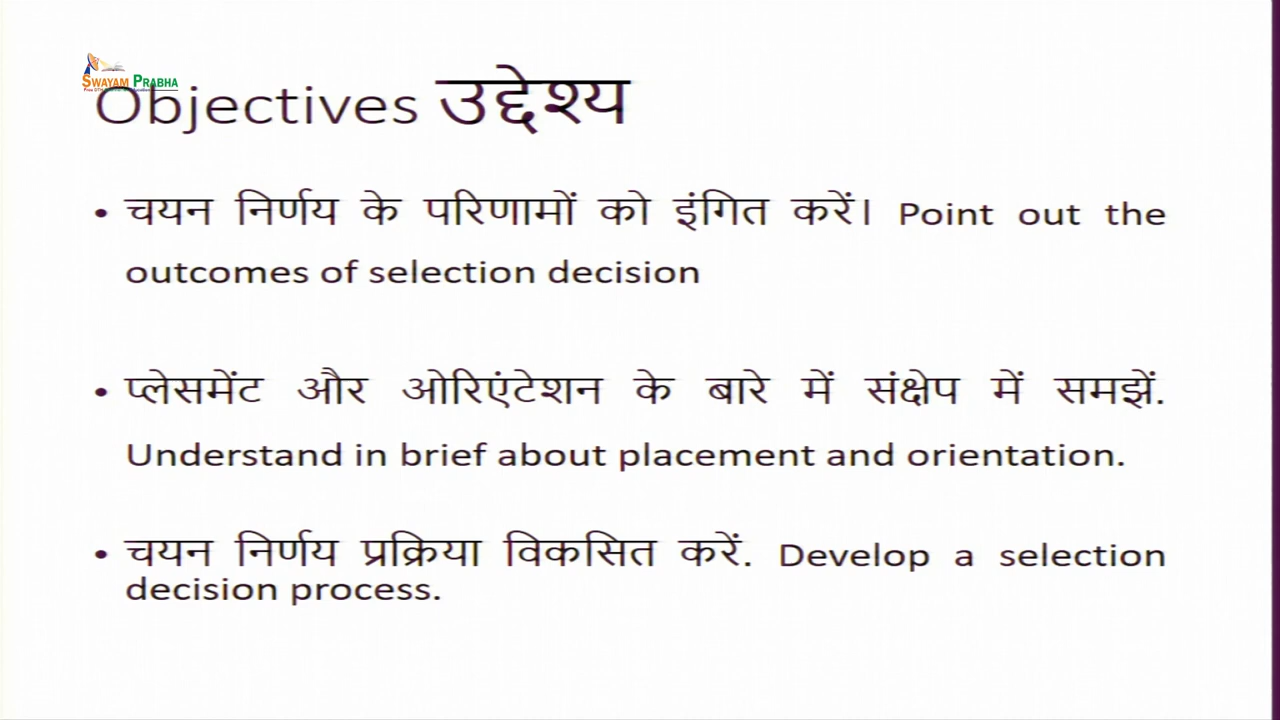 SWAYAM PRABHA
Objectives उद्देश्य
• चयन निर्णय के परिणामों को इंगित करें। Point out the
outcomes of selection decision
• प्लेसमेंट और ओरिएंटेशन के बारे में संक्षेप में समझें.
Understand in brief about placement and orientation.
• चयन निर्णय प्रक्रिया विकसित करें. Develop a selection
decision process.